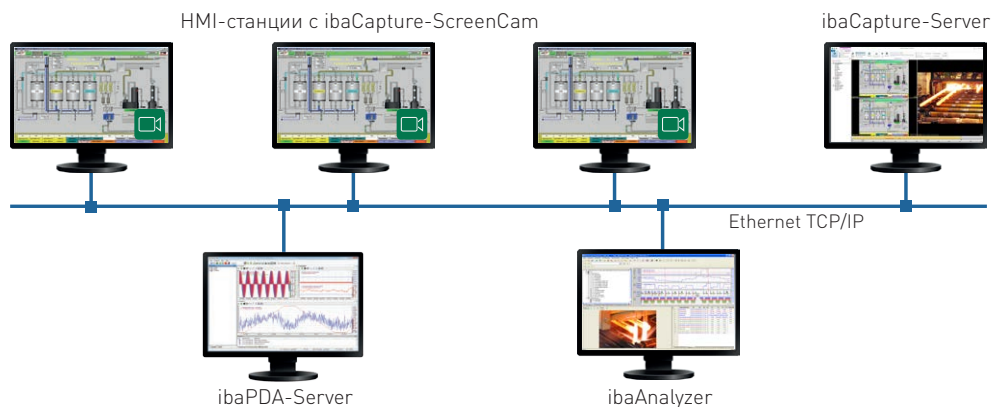 HMI-станции с ibaCapture-ScreenCam
ibaCapture-Server
Ethernet TCP/IP
ibaPDA-Server
ibaAnalyzer